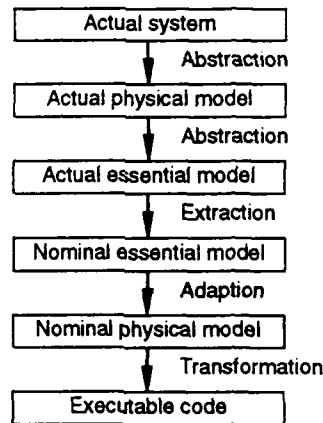 Actual system
Abstraction
Actual physical model
Abstraction
Actual essential model
Extraction
Nominal essential model
Adaption
Nominal physical model
Transformation
Executable code